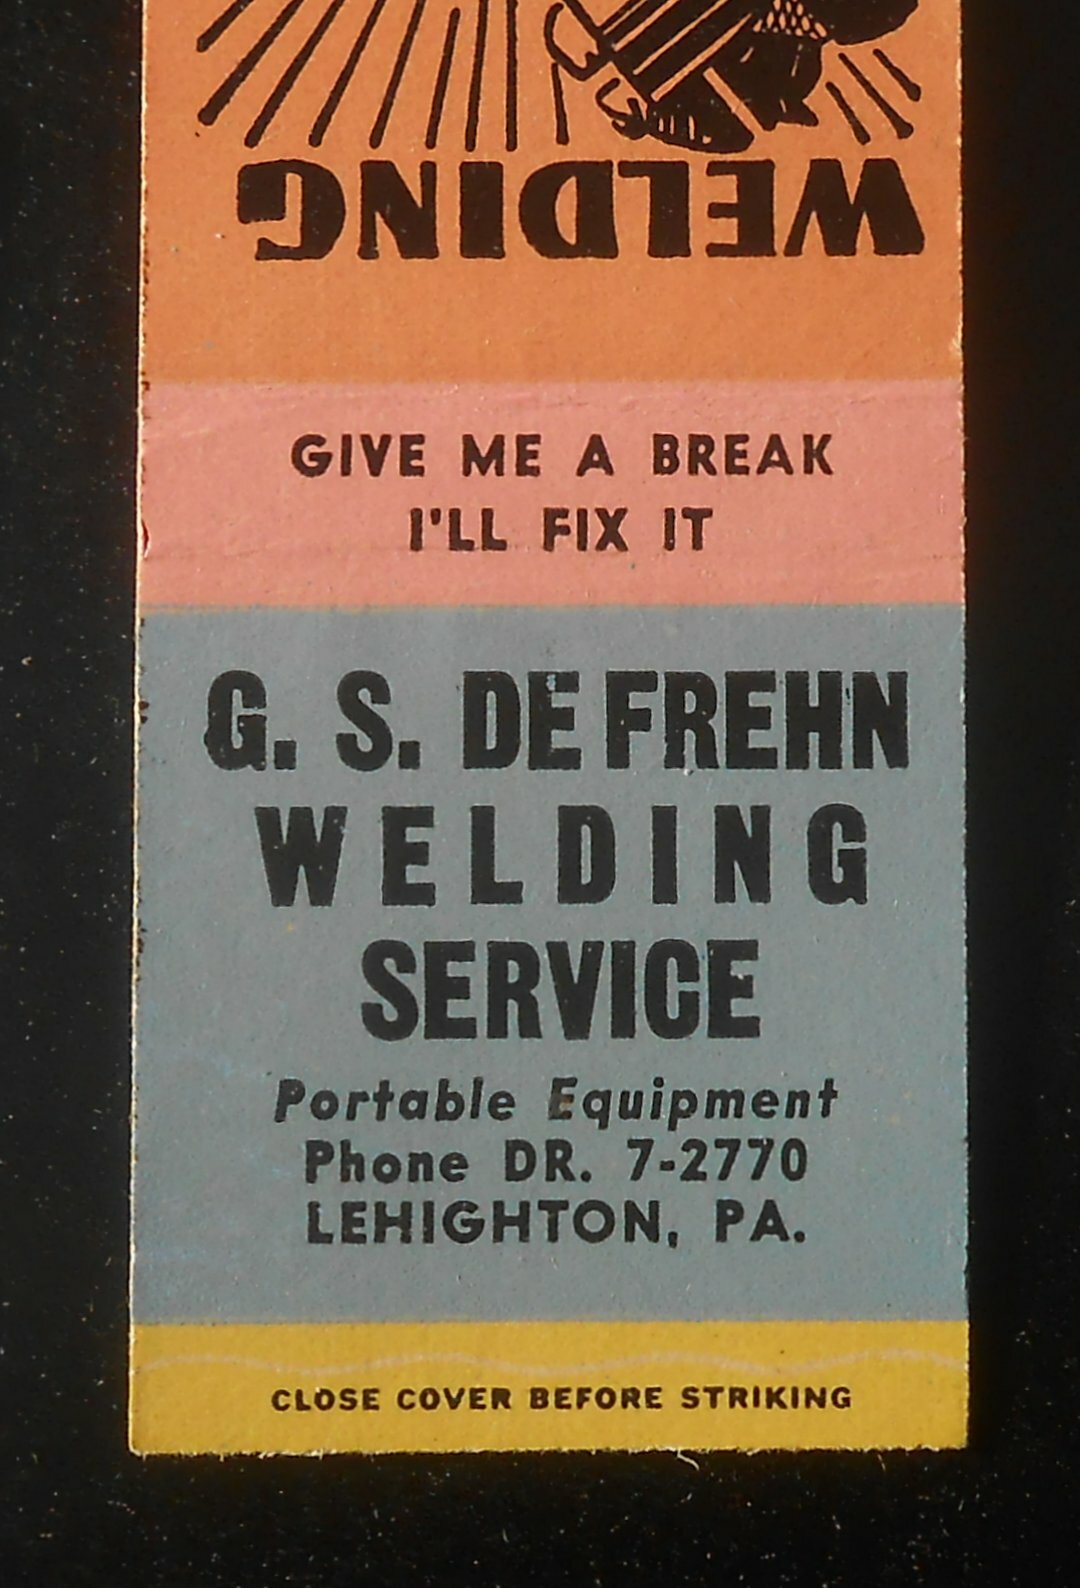 WELDING
GIVE ME A BREAK
I'LL FIX IT
G. S. DE FREHN
WELDING
SERVICE
Portable Equipment
Phone DR. 7-2770
LEHIGHTON, PA.
CLOSE COVER BEFORE STRIKING